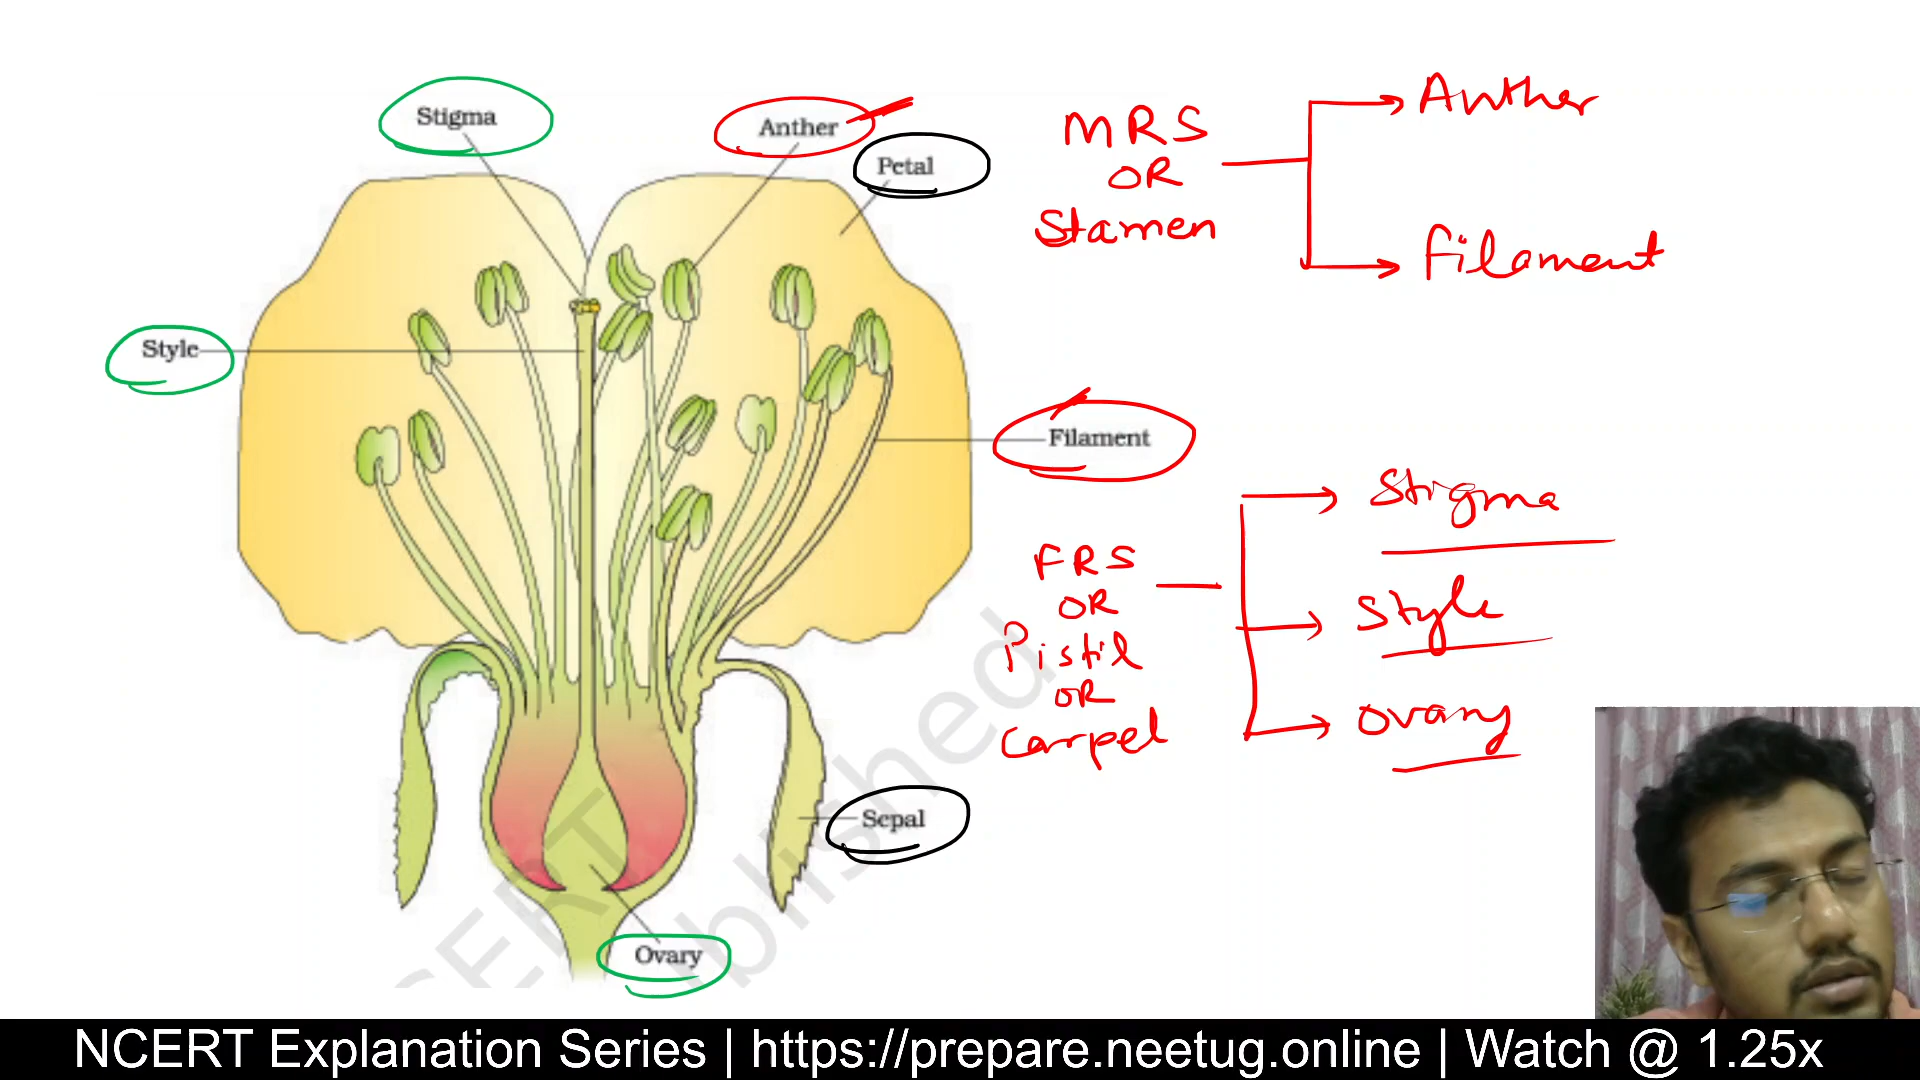 Stigma
Anther
Petal
Style
Filament
Sepal
Ovary
MRS
OR
Stamen
Anther
Filament
FRS
OR
Pistil
OR
Carpel
Stigma
Style
Ovary
NCERT Explanation Series | https://prepare.neetug.online | Watch @ 1.25x